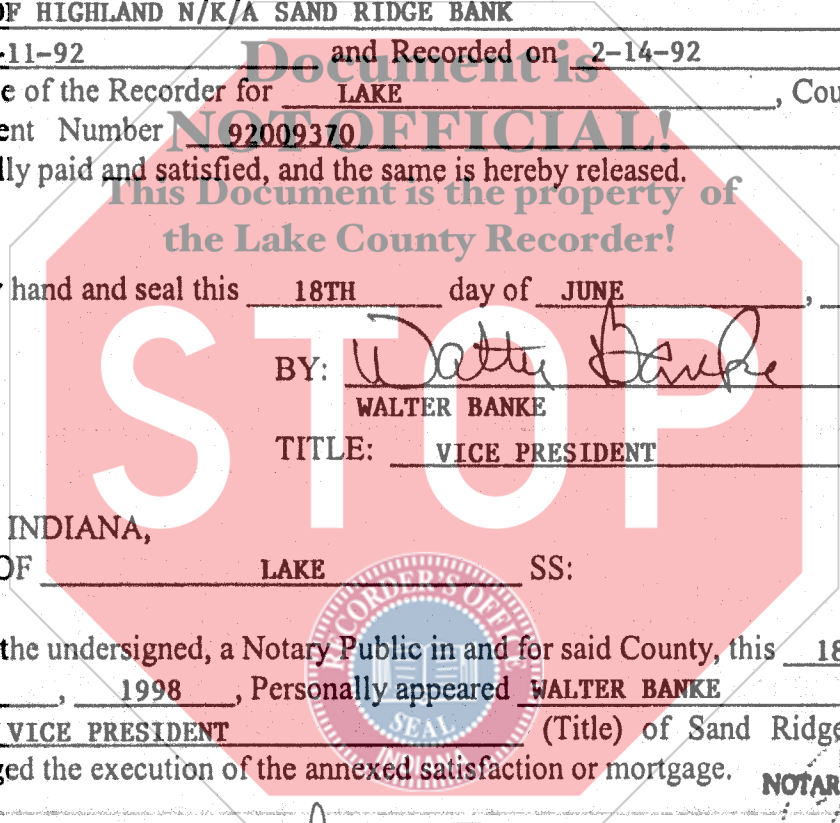 OF HIGHLAND N/K/A SAND RIDGE BANK
-11-92 and Recorded on 2-14-92
Document is
e of the Recorder for LAKE, Cou
ent Number 92009370
NOT OFFICIAL!
lly paid and satisfied, and the same is hereby released.
This Document is the property of
the Lake County Recorder!
hand and seal this 18TH day of JUNE,
STOP
BY: Walter Banke
WALTER BANKE
TITLE: VICE PRESIDENT
INDIANA,
OF LAKE SS:
RECORDER'S OFFICE
the undersigned, a Notary Public in and for said County, this 18
, 1998, Personally appeared WALTER BANKE
VICE PRESIDENT (Title) of Sand Ridge
SEAL
INDIANA
ged the execution of the annexed satisfaction or mortgage.
NOTAR